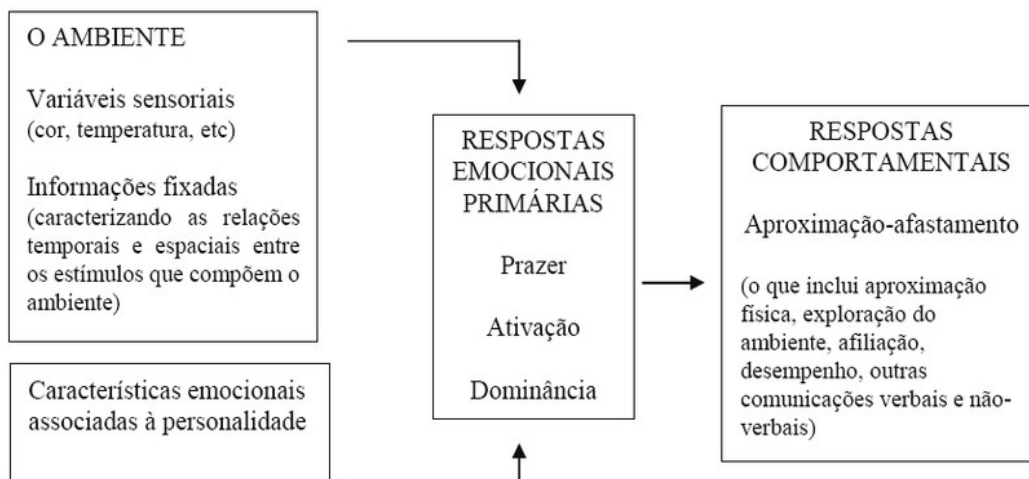 O AMBIENTE
Variáveis sensoriais
(cor, temperatura, etc)
Informações fixadas
(caracterizando as relações
temporais e espaciais entre
os estímulos que compõem o
ambiente)
Características emocionais
associadas à personalidade
RESPOSTAS
EMOCIONAIS
PRIMÁRIAS
Prazer
Ativação
Dominância
RESPOSTAS
COMPORTAMENTAIS
Aproximação-afastamento
(o que inclui aproximação
física, exploração do
ambiente, afiliação,
desempenho, outras
comunicações verbais e não-
verbais)